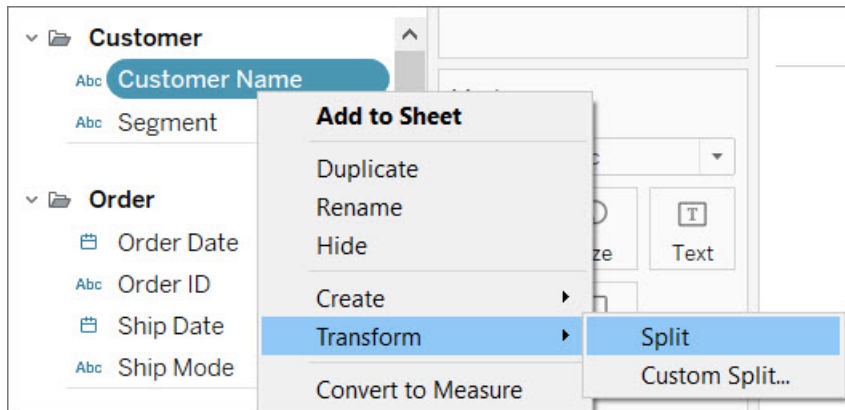 Customer
Abc Customer Name
Abc Segment
Order
Order Date
Abc Order ID
Ship Date
Abc Ship Mode
Add to Sheet
Duplicate
Rename
Hide
Create
Transform
Convert to Measure
Split
Custom Split...
T
Text